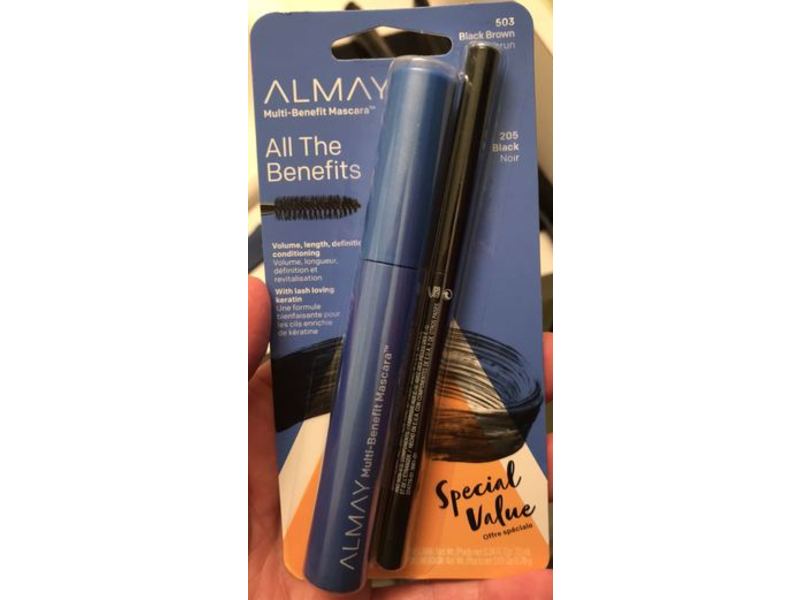 503
Black Brown
ALMAY
Multi-Benefit Mascara™
All The
Benefits
205
Black
Noir
Volume, length, definitio
conditioning
Volume, longueur,
définition et
revitalisation
With lash loving
keratin
Une formule
bienfaisante pour
les cils enrichie
de kératine
ALMAY Multi-Benefit Mascara™
Special
Value
Offre spéciale